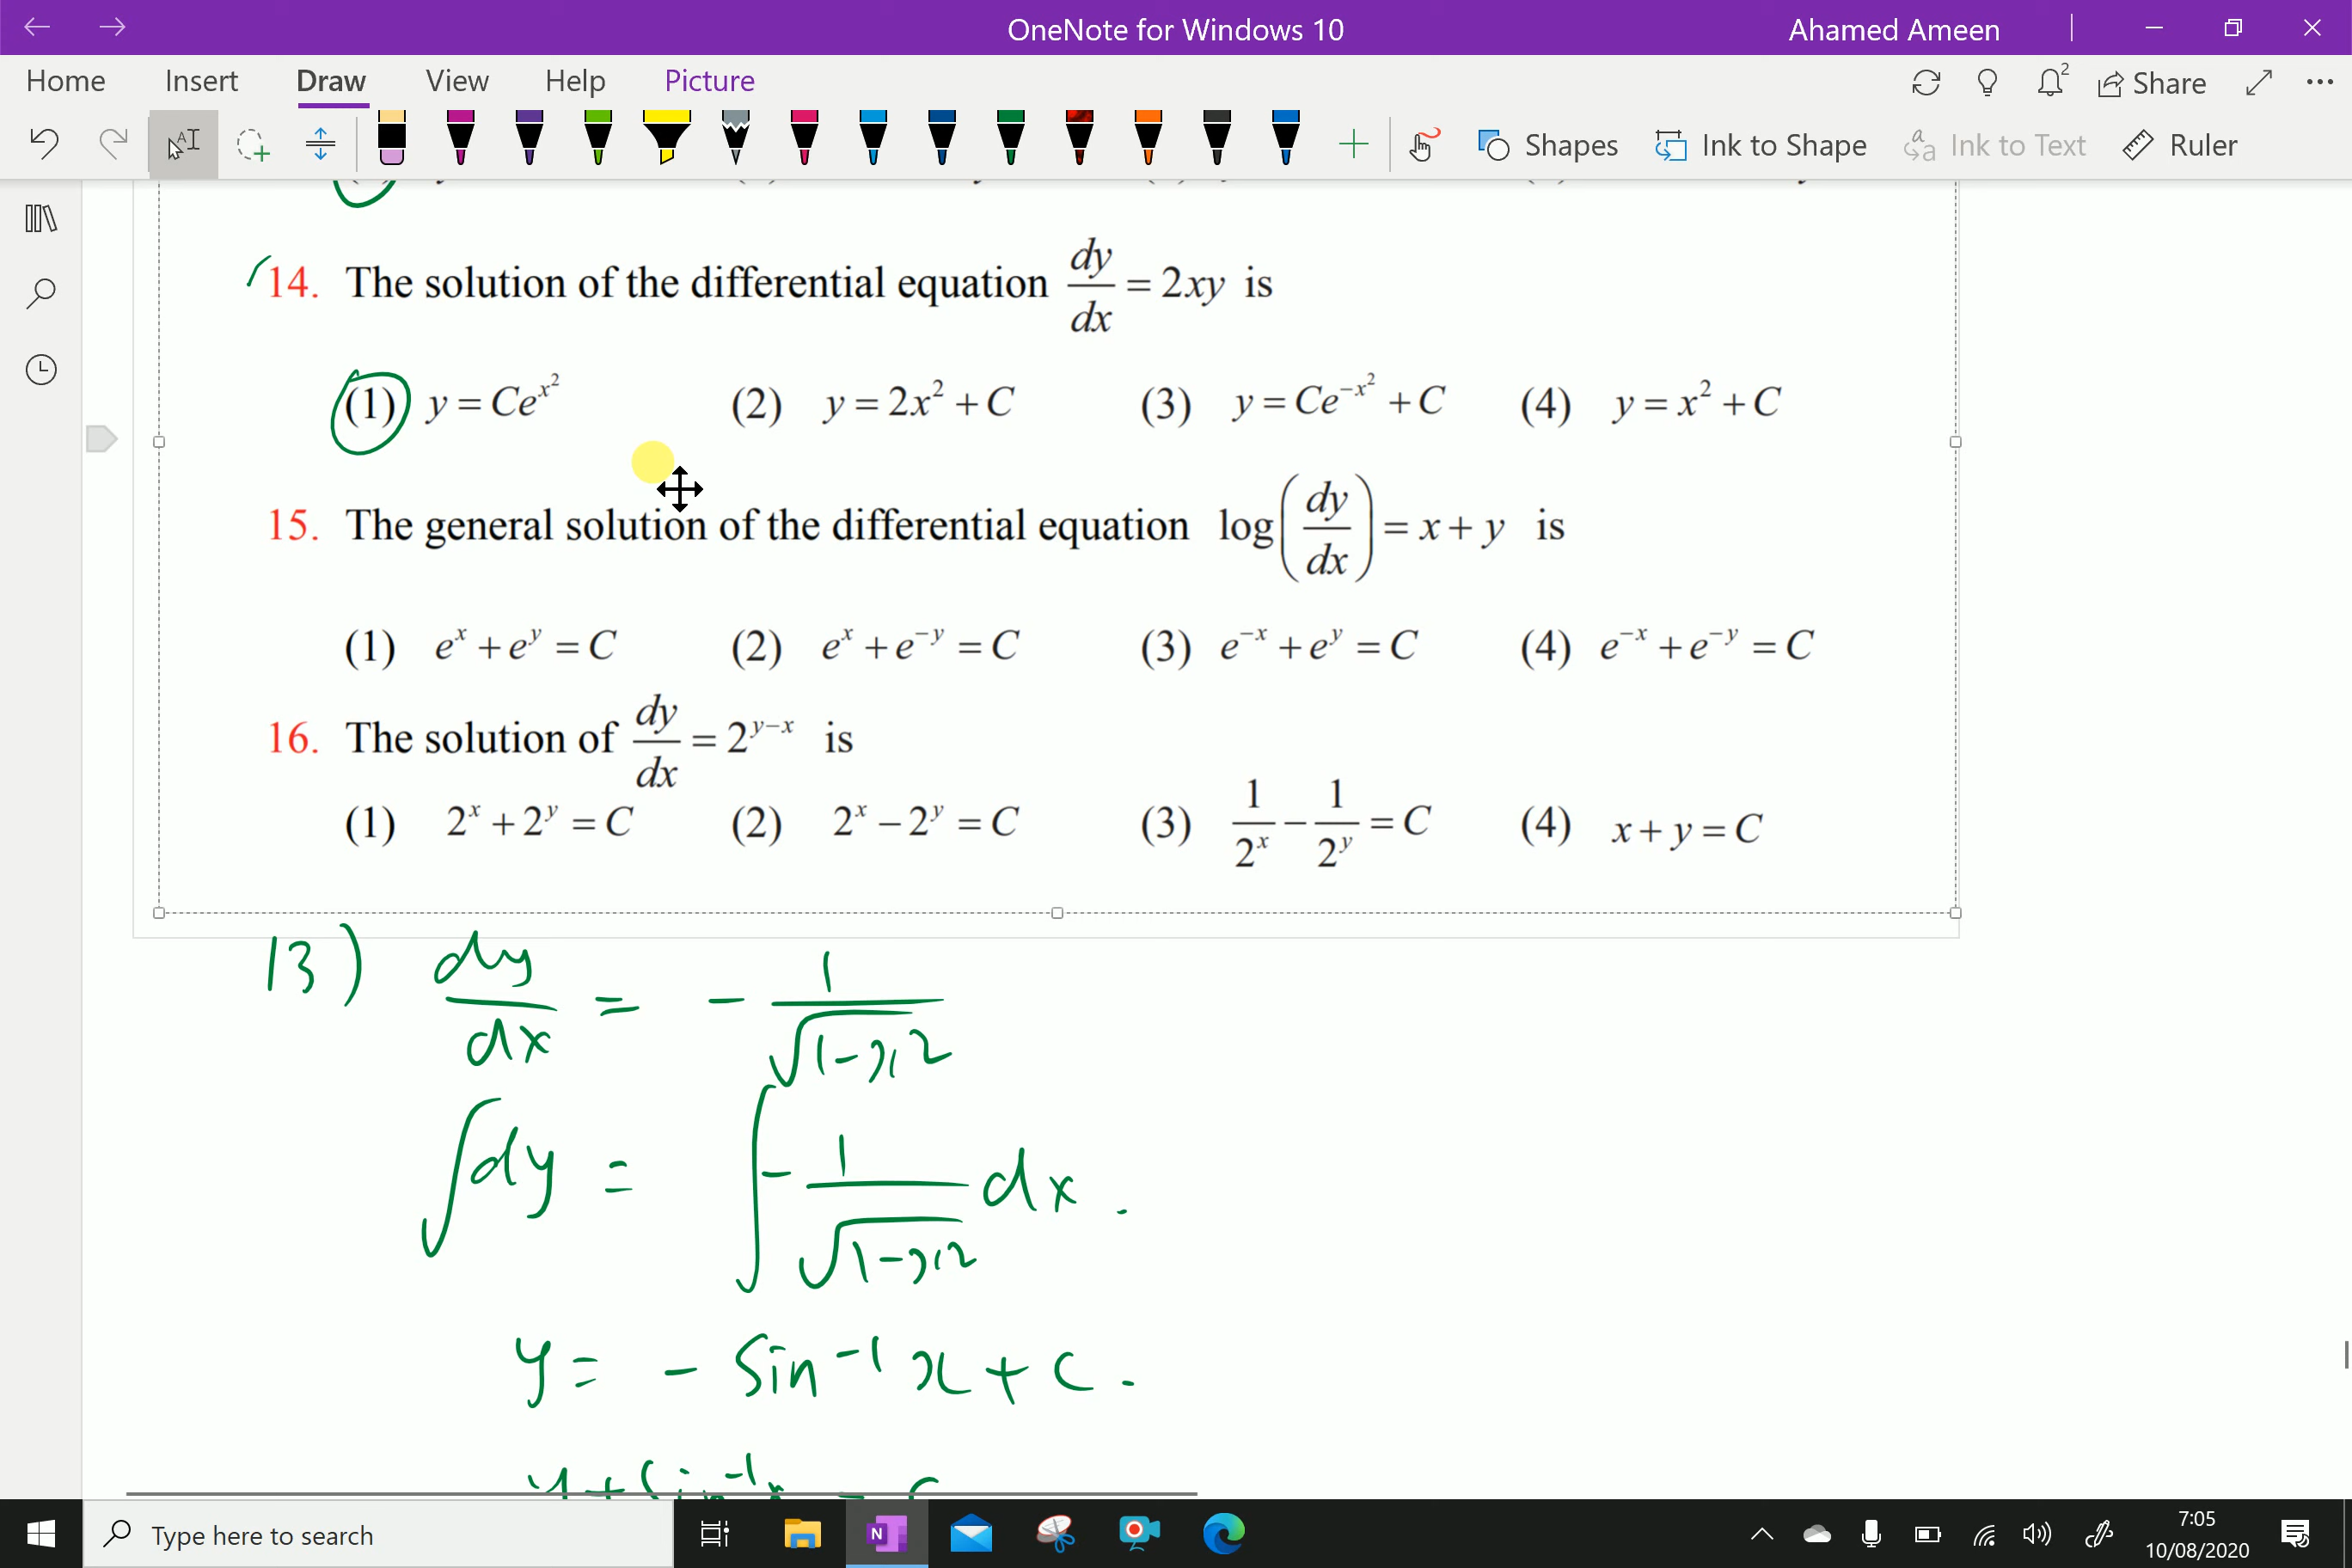 OneNote for Windows 10 Ahamed Ameen
Home Insert Draw View Help Picture 2 Share
AI Shapes Ink to Shape a Ink to Text Ruler
14. The solution of the differential equation dy/dx = 2xy is
(1) y = Ce^{x^2} (2) y = 2x^2 + C (3) y = Ce^{-x^2} + C (4) y = x^2 + C
15. The general solution of the differential equation log(dy/dx) = x + y is
(1) e^x + e^y = C (2) e^x + e^{-y} = C (3) e^{-x} + e^y = C (4) e^{-x} + e^{-y} = C
16. The solution of dy/dx = 2^{y-x} is
(1) 2^x + 2^y = C (2) 2^x - 2^y = C (3) 1/2^x - 1/2^y = C (4) x + y = C
13) dy/dx = - 1/√(1-x^2)
∫dy = ∫ - 1/√(1-x^2) dx.
y = - Sin^{-1} x + c.
y + Sin^{-1} x = c
Type here to search N 7:05
10/08/2020